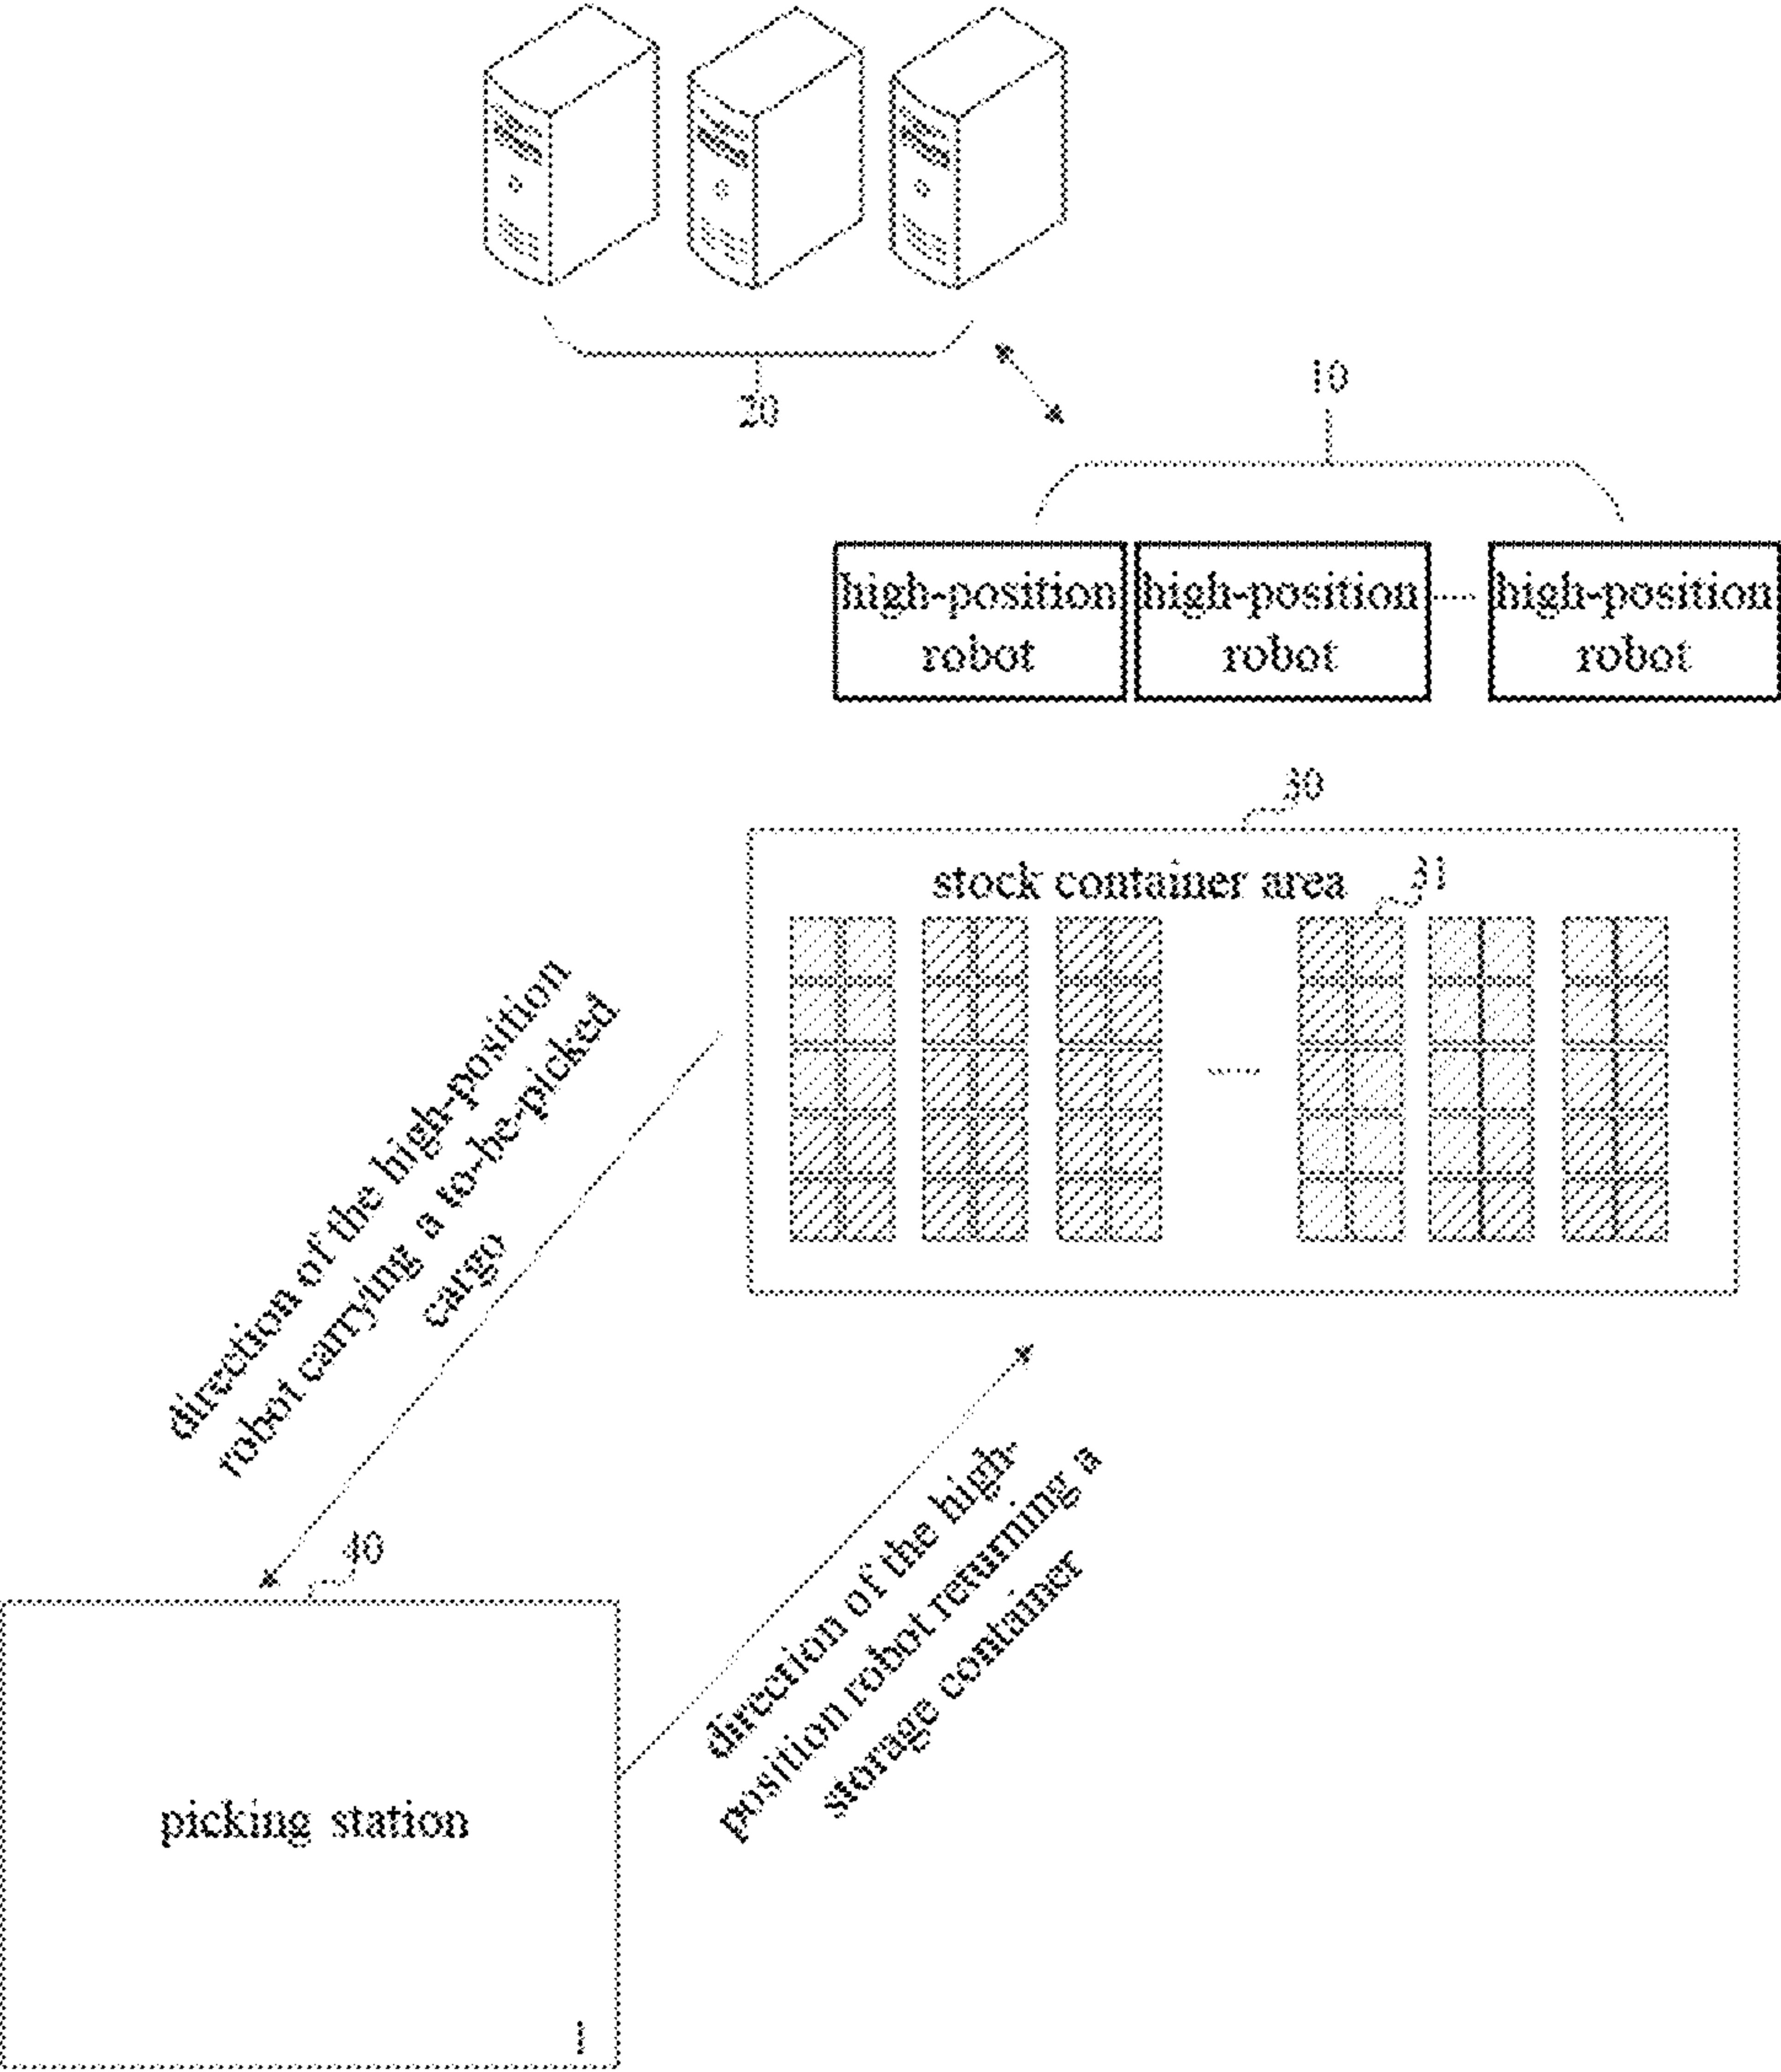 20
10
high-position
robot
high-position
robot
high-position
robot
30
stock container area
31
direction of the high-position
robot carrying a to-be-picked
cargo
40
direction of the high-
position robot returning a
storage container
picking station
1